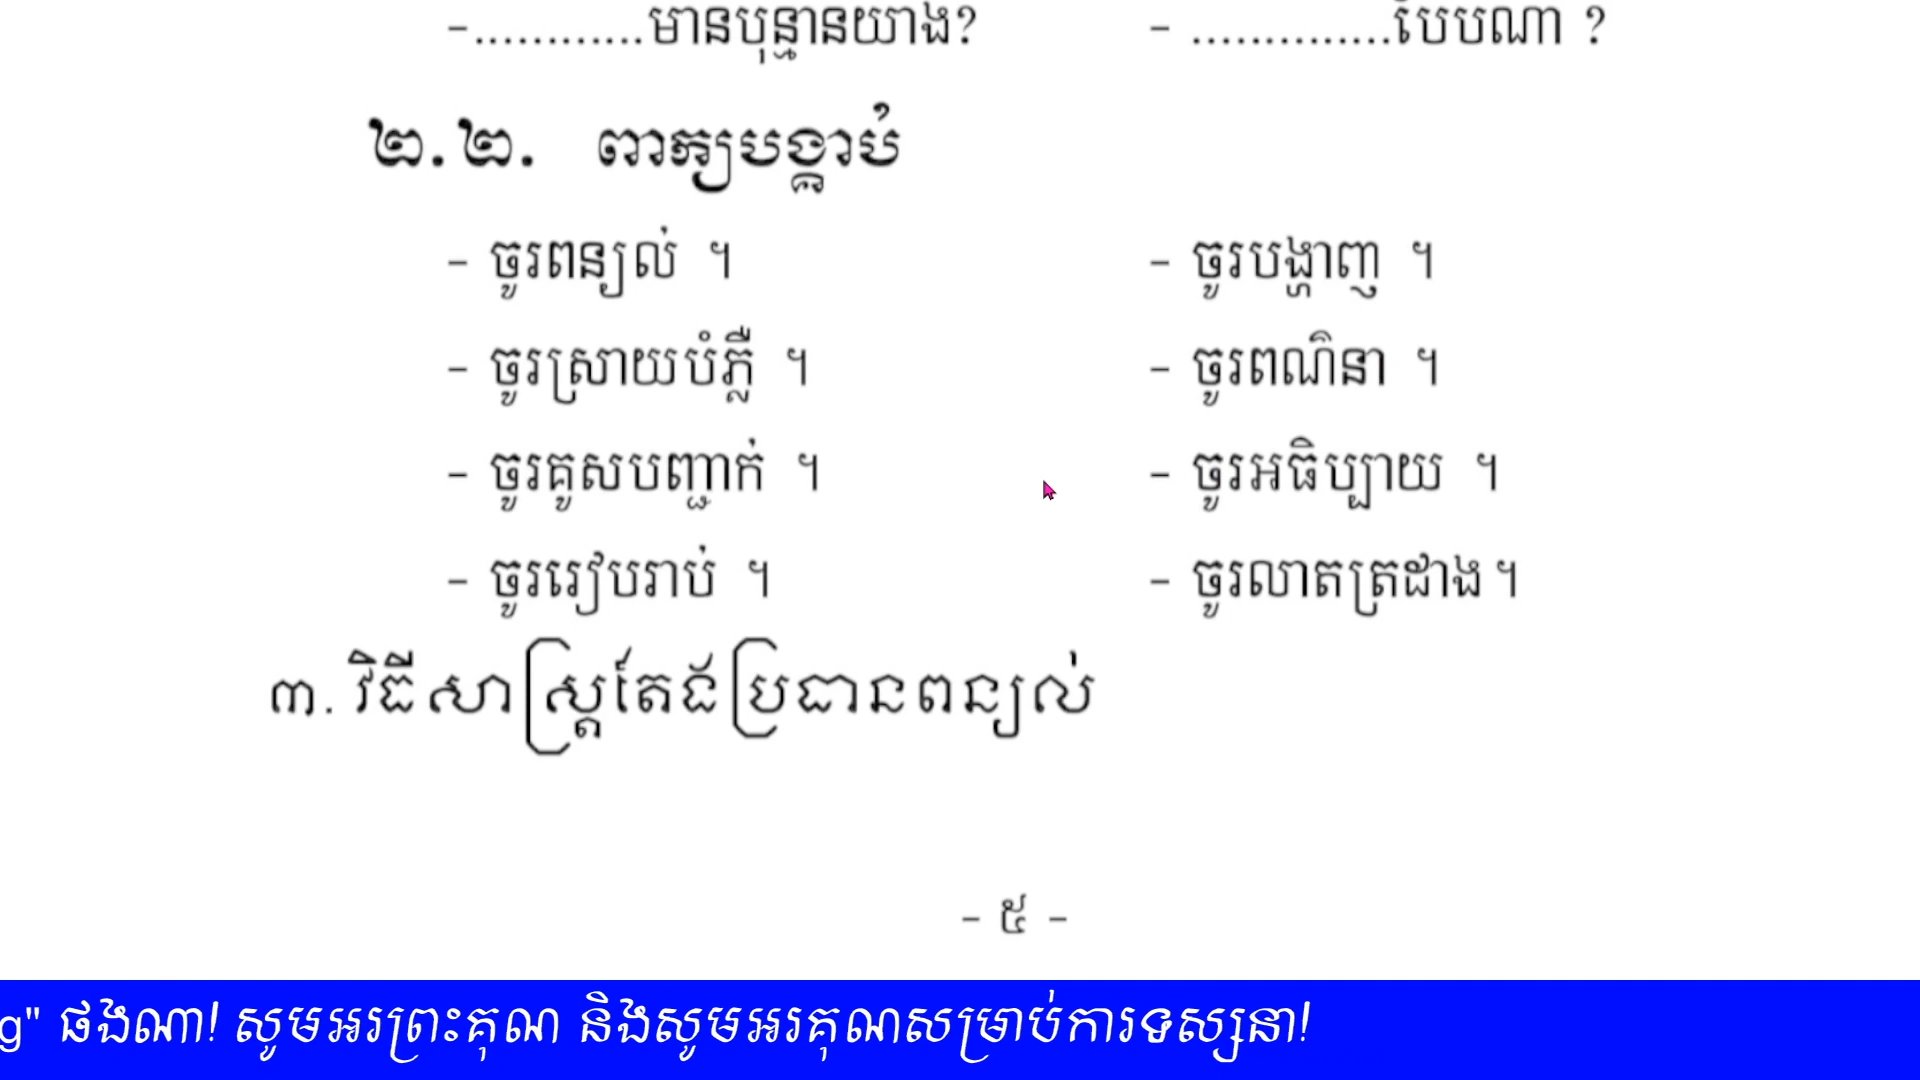 -............មានប៉ុន្មានយ៉ាង? - ..............បែបណា ?
២.២. ពាក្យបង្គាប់
- ចូរពន្យល់ ។ - ចូរបង្ហាញ ។
- ចូរស្រាយបំភ្លឺ ។ - ចូរពណ៌នា ។
- ចូរគូសបញ្ជាក់ ។ - ចូរអធិប្បាយ ។
- ចូររៀបរាប់ ។ - ចូរលាតត្រដាង ។
៣. វិធីសាស្ត្រតែងប្រធានពន្យល់
- ៥ -
g" ផងណា! សូមអរព្រះគុណ និងសូមអរគុណសម្រាប់ការទស្សនា!